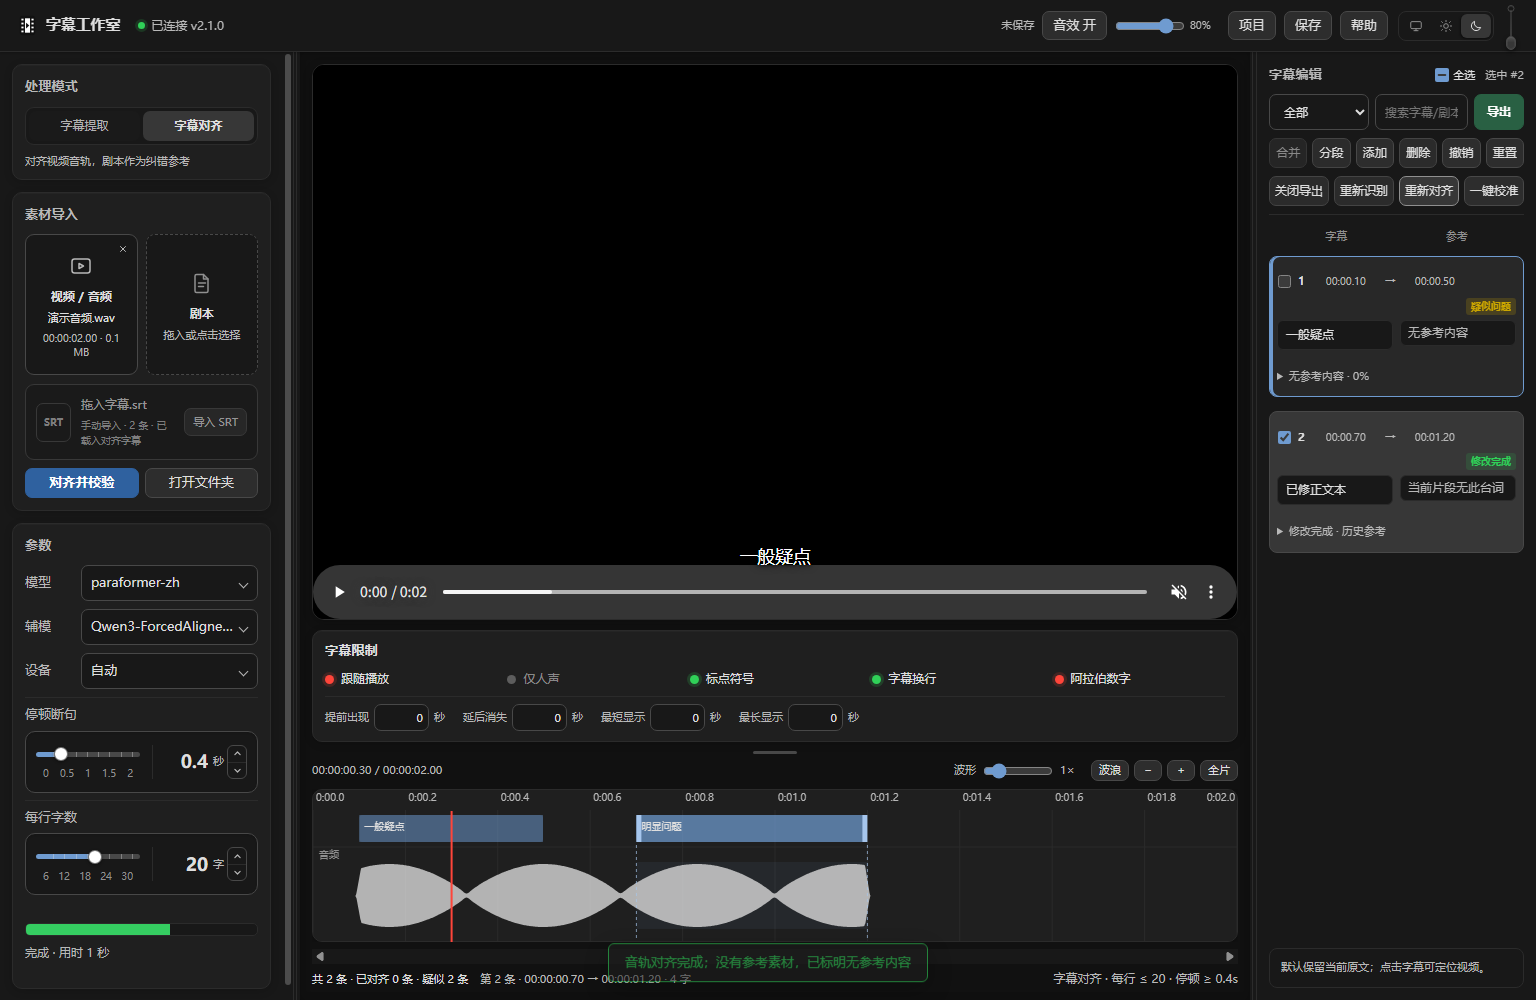 字幕工作室
已连接 v2.1.0
未保存
音效 开
80%
项目
保存
帮助
处理模式
字幕提取
字幕对齐
对齐视频音轨，剧本作为纠错参考
素材导入
×
视频 / 音频
演示音频.wav
00:00:02.00 · 0.1
MB
剧本
拖入或点击选择
SRT
拖入字幕.srt
手动导入 · 2 条 · 已
载入对齐字幕
导入 SRT
对齐并校验
打开文件夹
参数
模型
paraformer-zh
辅模
Qwen3-ForcedAligne...
设备
自动
停顿断句
0 0.5 1 1.5 2
0.4 秒
每行字数
6 12 18 24 30
20 字
完成 · 用时 1 秒
一般疑点
0:00 / 0:02
字幕限制
跟随播放
仅人声
标点符号
字幕换行
阿拉伯数字
提前出现 0 秒
延后消失 0 秒
最短显示 0 秒
最长显示 0 秒
00:00:00.30 / 00:00:02.00
波形
1×
波浪
−
+
全片
0:00.0 0:00.2 0:00.4 0:00.6 0:00.8 0:01.0 0:01.2 0:01.4 0:01.6 0:01.8 0:02.0
一般疑点
明显问题
音频
音轨对齐完成；没有参考素材，已标明无参考内容
共 2 条 · 已对齐 0 条 · 疑似 2 条
第 2 条 · 00:00:00.70 → 00:00:01.20 · 4 字
字幕对齐 · 每行 ≤ 20 · 停顿 ≥ 0.4s
字幕编辑
全选
选中 #2
全部
搜索字幕/剧本
导出
合并
分段
添加
删除
撤销
重置
关闭导出
重新识别
重新对齐
一键校准
字幕
参考
1
00:00.10 → 00:00.50
疑似问题
一般疑点
无参考内容
无参考内容 · 0%
2
00:00.70 → 00:01.20
修改完成
已修正文本
当前片段无此台词
修改完成 · 历史参考
默认保留当前原文；点击字幕可定位视频。